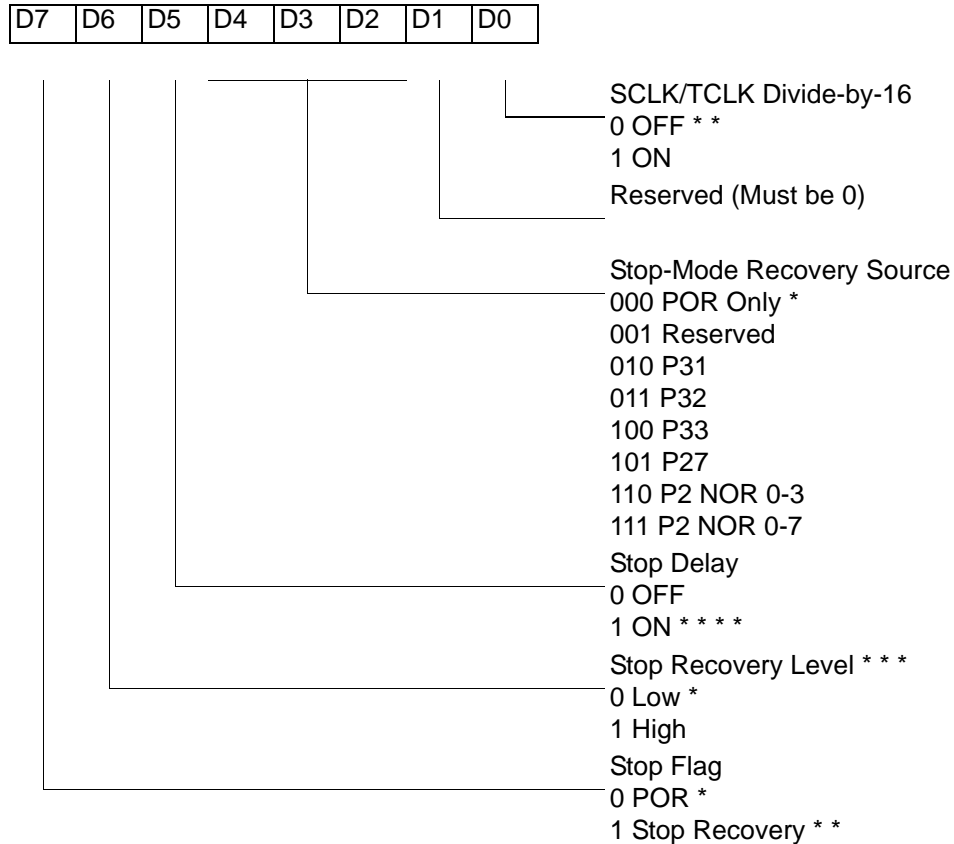 D7 D6 D5 D4 D3 D2 D1 D0
SCLK/TCLK Divide-by-16
0 OFF * *
1 ON
Reserved (Must be 0)
Stop-Mode Recovery Source
000 POR Only *
001 Reserved
010 P31
011 P32
100 P33
101 P27
110 P2 NOR 0-3
111 P2 NOR 0-7
Stop Delay
0 OFF
1 ON * * * *
Stop Recovery Level * * *
0 Low *
1 High
Stop Flag
0 POR *
1 Stop Recovery * *